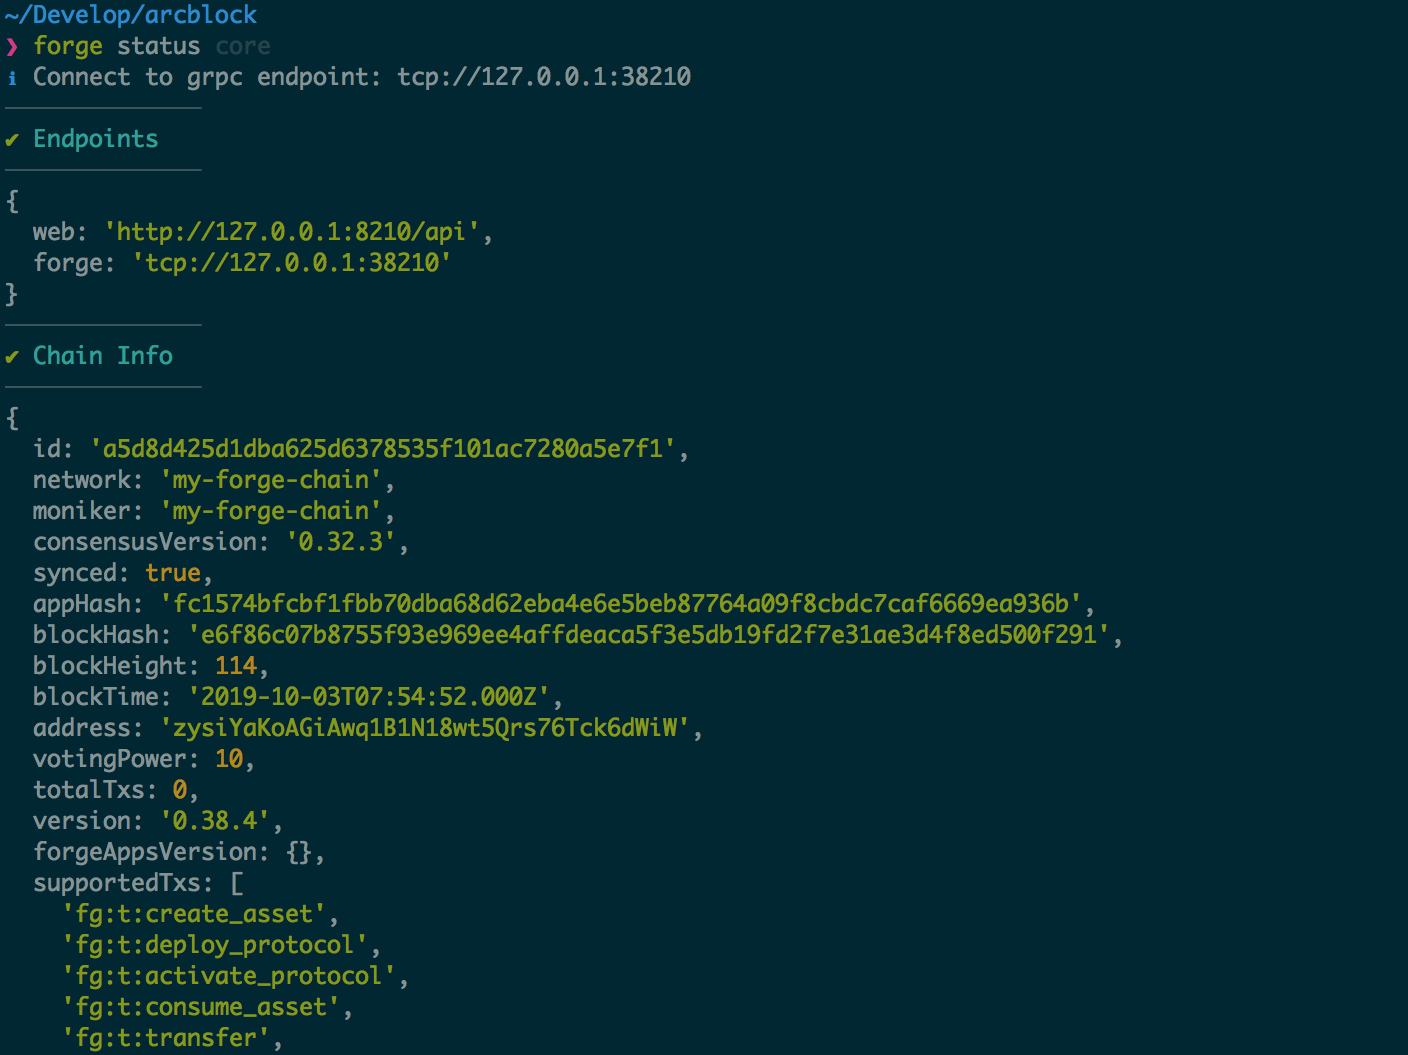 ~/Develop/arcblock
❯ forge status core
ℹ Connect to grpc endpoint: tcp://127.0.0.1:38210
✔ Endpoints
{
  web: 'http://127.0.0.1:8210/api',
  forge: 'tcp://127.0.0.1:38210'
}
✔ Chain Info
{
  id: 'a5d8d425d1dba625d6378535f101ac7280a5e7f1',
  network: 'my-forge-chain',
  moniker: 'my-forge-chain',
  consensusVersion: '0.32.3',
  synced: true,
  appHash: 'fc1574bfcbf1fbb70dba68d62eba4e6e5beb87764a09f8cbdc7caf6669ea936b',
  blockHash: 'e6f86c07b8755f93e969ee4affdeaca5f3e5db19fd2f7e31ae3d4f8ed500f291',
  blockHeight: 114,
  blockTime: '2019-10-03T07:54:52.000Z',
  address: 'zysiYaKoAGiAwq1B1N18wt5Qrs76Tck6dWiW',
  votingPower: 10,
  totalTxs: 0,
  version: '0.38.4',
  forgeAppsVersion: {},
  supportedTxs: [
    'fg:t:create_asset',
    'fg:t:deploy_protocol',
    'fg:t:activate_protocol',
    'fg:t:consume_asset',
    'fg:t:transfer',